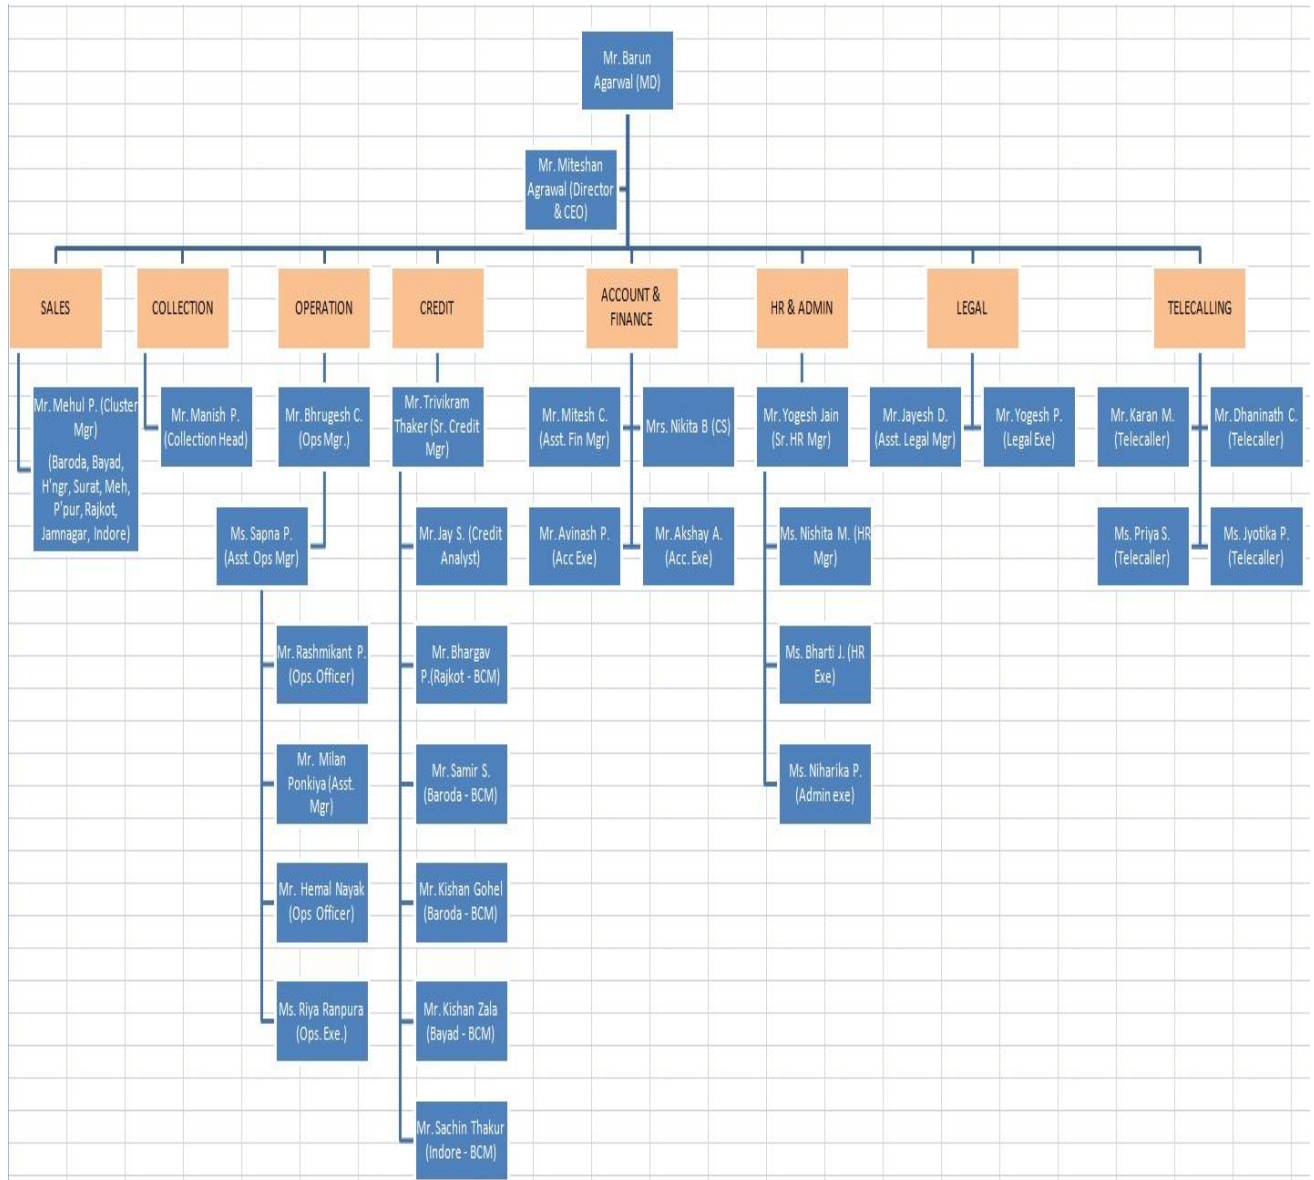 Mr. Barun
Agarwal (MD)
Mr. Miteshan
Agrawal (Director
& CEO)
SALES
COLLECTION
OPERATION
CREDIT
ACCOUNT &
FINANCE
HR & ADMIN
LEGAL
TELECALLING
Mr. Mehul P. (Cluster
Mgr)
(Baroda, Bayad,
H'ngr, Surat, Meh,
P'pur, Rajkot,
Jamnagar, Indore)
Mr. Manish P.
(Collection Head)
Mr. Bhrugesh C.
(Ops Mgr.)
Mr. Trivikram
Thaker (Sr. Credit
Mgr)
Mr. Mitesh C.
(Asst. Fin Mgr)
Mrs. Nikita B (CS)
Mr. Yogesh Jain
(Sr. HR Mgr)
Mr. Jayesh D.
(Asst. Legal Mgr)
Mr. Yogesh P.
(Legal Exe)
Mr. Karan M.
(Telecaller)
Mr. Dhaninath C.
(Telecaller)
Ms. Sapna P.
(Asst. Ops Mgr)
Mr. Jay S. (Credit
Analyst)
Mr. Avinash P.
(Acc Exe)
Mr. Akshay A.
(Acc. Exe)
Ms. Nishita M. (HR
Mgr)
Ms. Priya S.
(Telecaller)
Ms. Jyotika P.
(Telecaller)
Mr. Rashmikant P.
(Ops. Officer)
Mr. Bhargav
P.(Rajkot - BCM)
Ms. Bharti J. (HR
Exe)
Mr. Milan
Ponkiya (Asst.
Mgr)
Mr. Samir S.
(Baroda - BCM)
Ms. Niharika P.
(Admin exe)
Mr. Hemal Nayak
(Ops Officer)
Mr. Kishan Gohel
(Baroda - BCM)
Ms. Riya Ranpura
(Ops. Exe.)
Mr. Kishan Zala
(Bayad - BCM)
Mr. Sachin Thakur
(Indore - BCM)